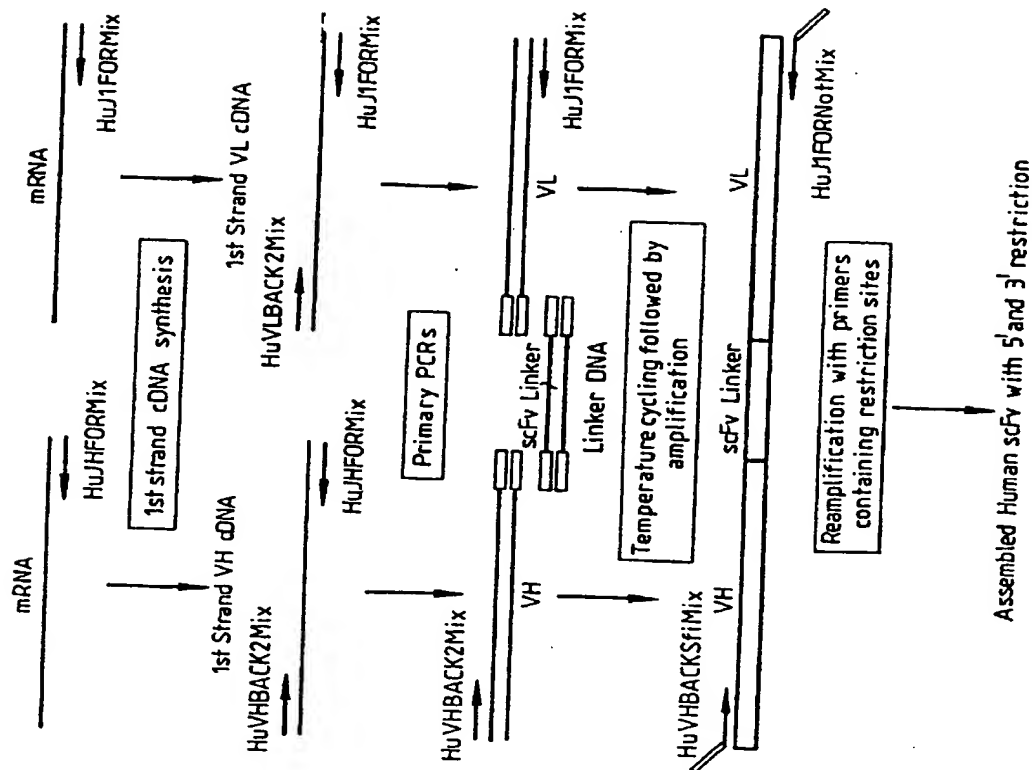 mRNA
mRNA
HuJHFORMix
HuJ1FORMix
1st strand cDNA synthesis
1st Strand VH cDNA
1st Strand VL cDNA
HuVHBACK2Mix
HuVLBACK2Mix
HuJHFORMix
HuJ1FORMix
Primary PCRs
HuVHBACK2Mix
scFv Linker
VH
VL
HuJ1FORMix
Linker DNA
Temperature cycling followed by
amplification
HuVHBACKSfiMix
VH
scFv Linker
VL
HuJ1FORNotMix
Reamplification with primers
containing restriction sites
Assembled Human scFv with 5' and 3' restriction